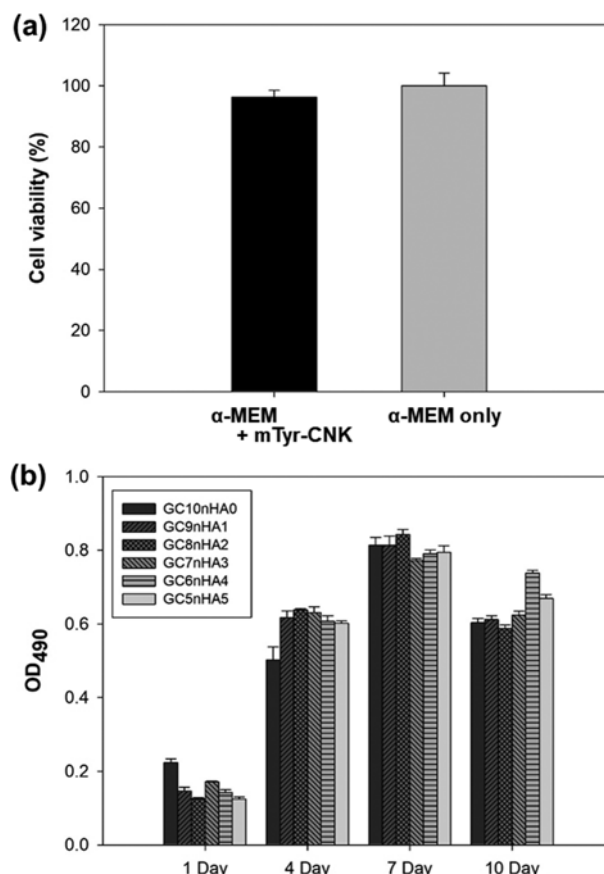 (a)
120
100
80
60
40
20
0
Cell viability (%)
α-MEM
+ mTyr-CNK
α-MEM only
(b)
1.0
0.8
0.6
0.4
0.2
0.0
OD490
GC10nHA0
GC9nHA1
GC8nHA2
GC7nHA3
GC6nHA4
GC5nHA5
1 Day
4 Day
7 Day
10 Day